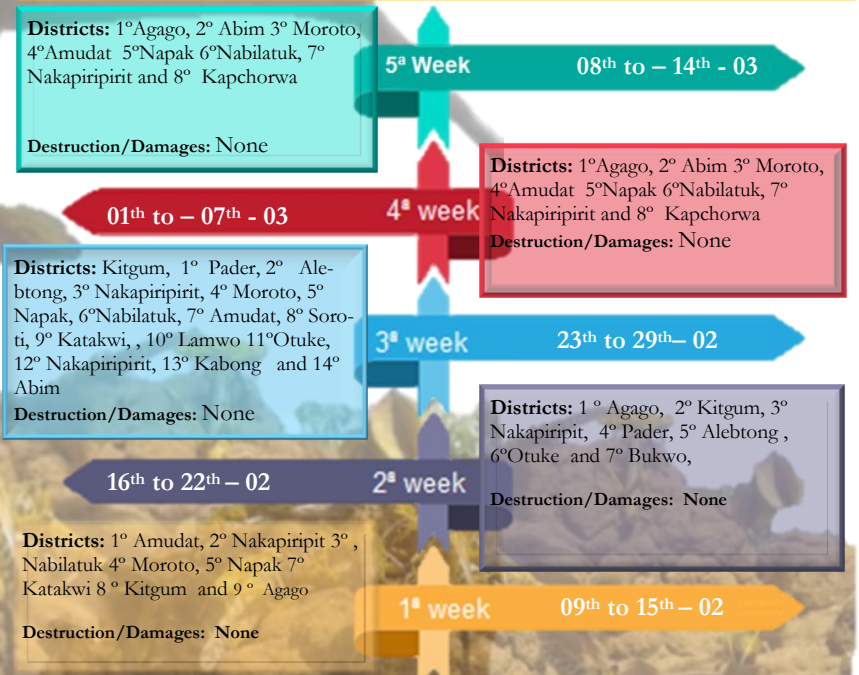 Districts: 1ºAgago, 2º Abim 3º Moroto,
4ºAmudat 5ºNapak 6ºNabilatuk, 7º
Nakapiripirit and 8º Kapchorwa
Destruction/Damages: None
5ª Week
08th to – 14th - 03
01th to – 07th - 03
4ª week
Districts: 1ºAgago, 2º Abim 3º Moroto,
4ºAmudat 5ºNapak 6ºNabilatuk, 7º
Nakapiripirit and 8º Kapchorwa
Destruction/Damages: None
Districts: Kitgum, 1º Pader, 2º Ale-
btong, 3º Nakapiripirit, 4º Moroto, 5º
Napak, 6ºNabilatuk, 7º Amudat, 8º Soro-
ti, 9º Katakwi, , 10º Lamwo 11ºOtuke,
12º Nakapiripirit, 13º Kabong and 14º
Abim
Destruction/Damages: None
3ª week
23th to 29th– 02
16th to 22th – 02
2ª week
Districts: 1 º Agago, 2º Kitgum, 3º
Nakapiripit, 4º Pader, 5º Alebtong ,
6ºOtuke and 7º Bukwo,
Destruction/Damages: None
Districts: 1º Amudat, 2º Nakapiripit 3º ,
Nabilatuk 4º Moroto, 5º Napak 7º
Katakwi 8 º Kitgum and 9 º Agago
Destruction/Damages: None
1ª week
09th to 15th – 02